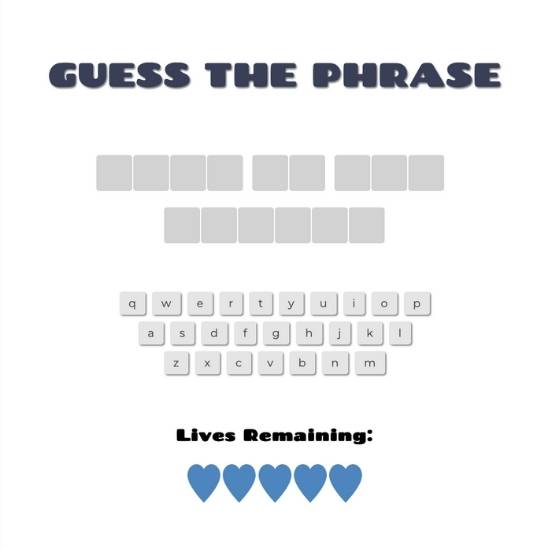 GUESS THE PHRASE
q w e r t y u i o p
a s d f g h j k l
z x c v b n m
Lives Remaining: